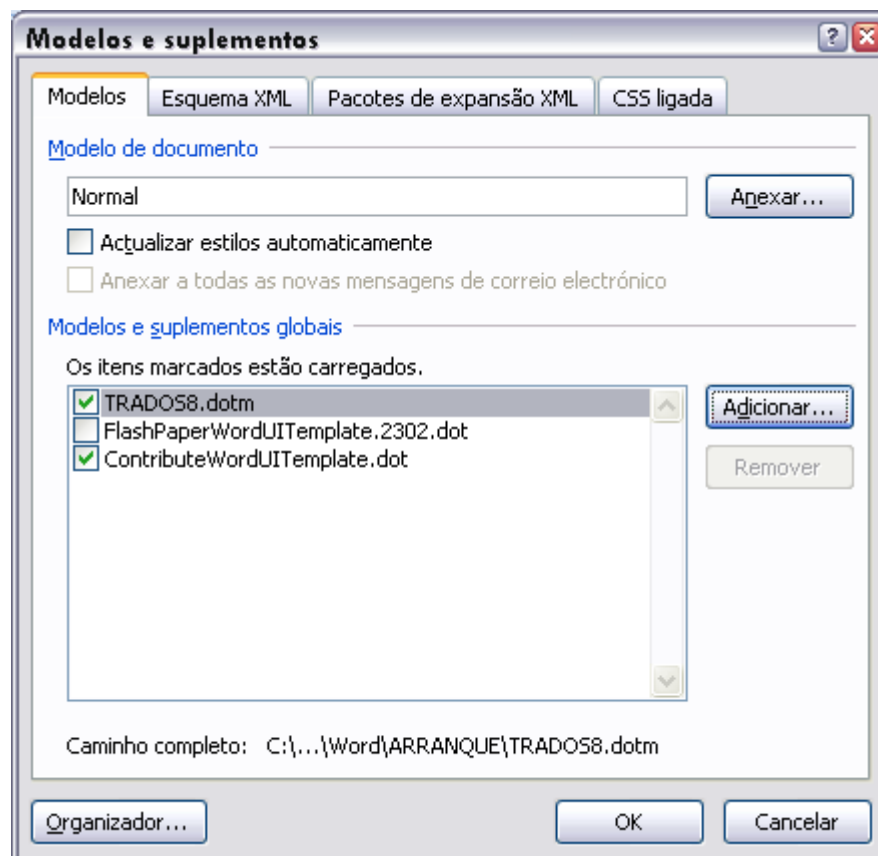 Modelos e suplementos
Modelos
Esquema XML
Pacotes de expansão XML
CSS ligada
Modelo de documento
Normal
Anexar...
Actualizar estilos automaticamente
Anexar a todas as novas mensagens de correio electrónico
Modelos e suplementos globais
Os itens marcados estão carregados.
TRADOS8.dotm
Adicionar...
FlashPaperWordUITemplate.2302.dot
ContributeWordUITemplate.dot
Remover
Caminho completo: C:\...\Word\ARRANQUE\TRADOS8.dotm
Organizador...
OK
Cancelar